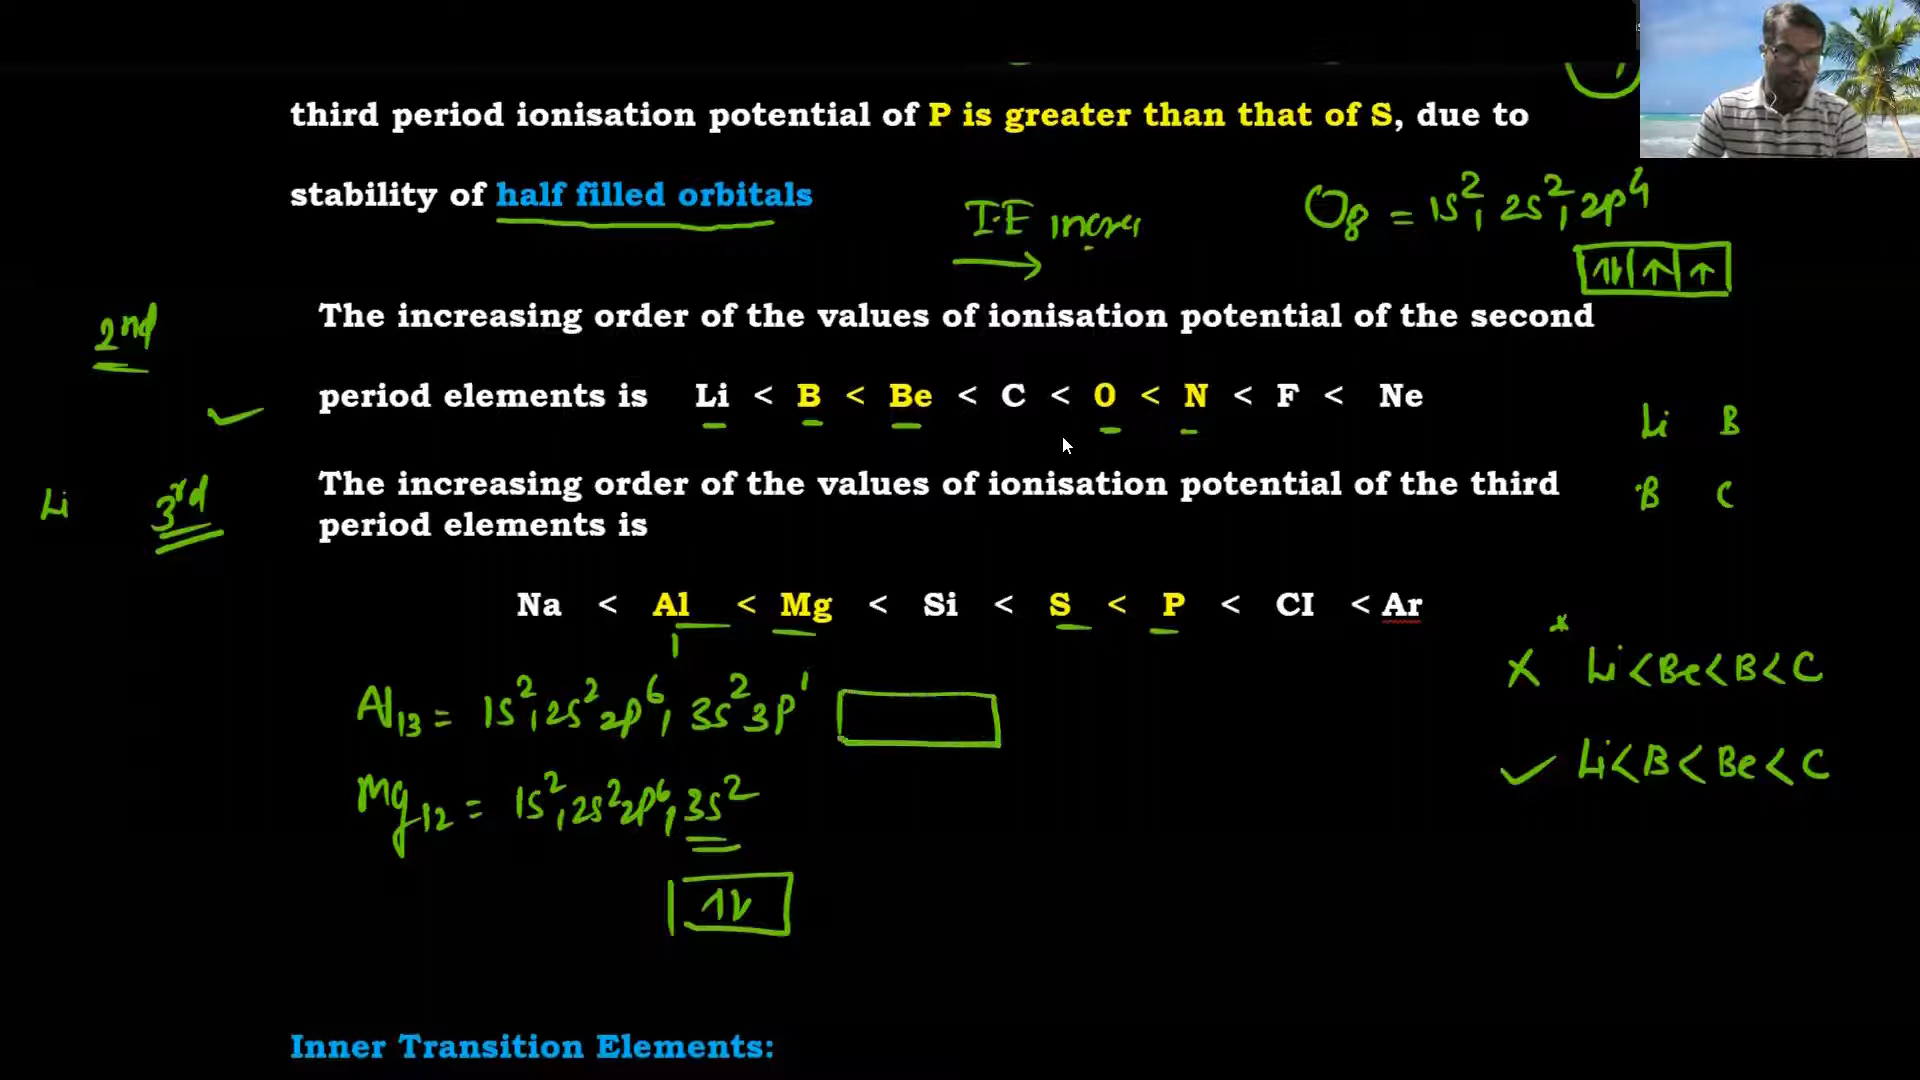 third period ionisation potential of P is greater than that of S, due to
stability of half filled orbitals
I.E incre
O8 = 1s², 2s², 2p⁴
↑↓ ↑ ↑
2nd
The increasing order of the values of ionisation potential of the second
period elements is Li < B < Be < C < O < N < F < Ne
Li B
B C
Li 3rd
The increasing order of the values of ionisation potential of the third
period elements is
Na < Al < Mg < Si < S < P < CI < Ar
Al13 = 1s², 2s² 2p⁶, 3s² 3p¹
Mg12 = 1s², 2s² 2p⁶, 3s²
↑↓
Li < Be < B < C
Li < B < Be < C
Inner Transition Elements: